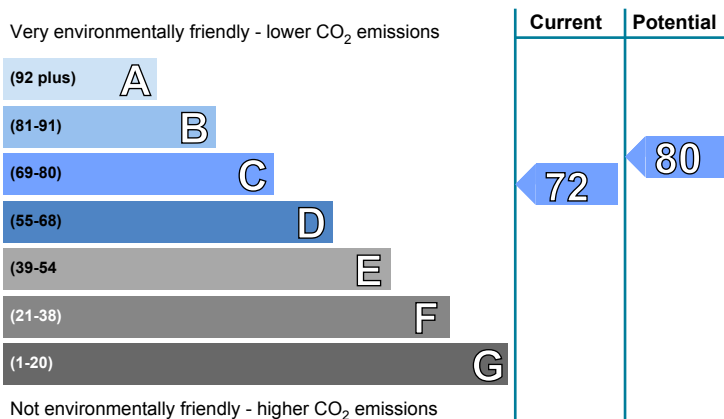 Current Potential
Very environmentally friendly - lower CO2 emissions
(92 plus) A
(81-91) B
(69-80) C 72 80
(55-68) D
(39-54 E
(21-38) F
(1-20) G
Not environmentally friendly - higher CO2 emissions